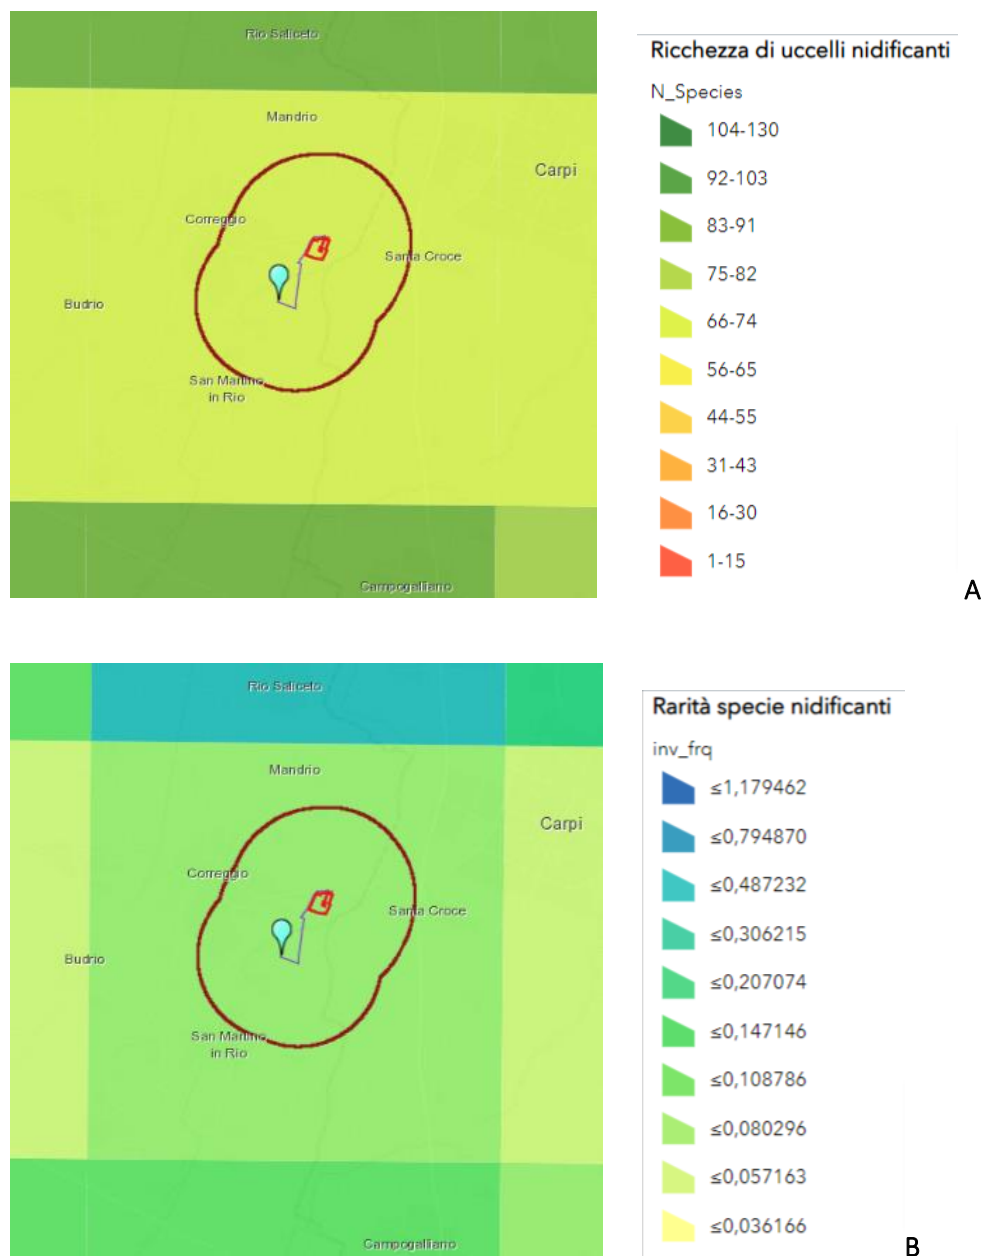 Rio Saliceto
Mandrio
Carpi
Correggio
Santa Croce
Budrio
San Martino
in Rio
Campogalliano
Ricchezza di uccelli nidificanti
N_Species
104-130
92-103
83-91
75-82
66-74
56-65
44-55
31-43
16-30
1-15
A
Rio Saliceto
Mandrio
Carpi
Correggio
Santa Croce
Budrio
San Martino
in Rio
Campogalliano
Rarità specie nidificanti
inv_frq
≤1,179462
≤0,794870
≤0,487232
≤0,306215
≤0,207074
≤0,147146
≤0,108786
≤0,080296
≤0,057163
≤0,036166
B